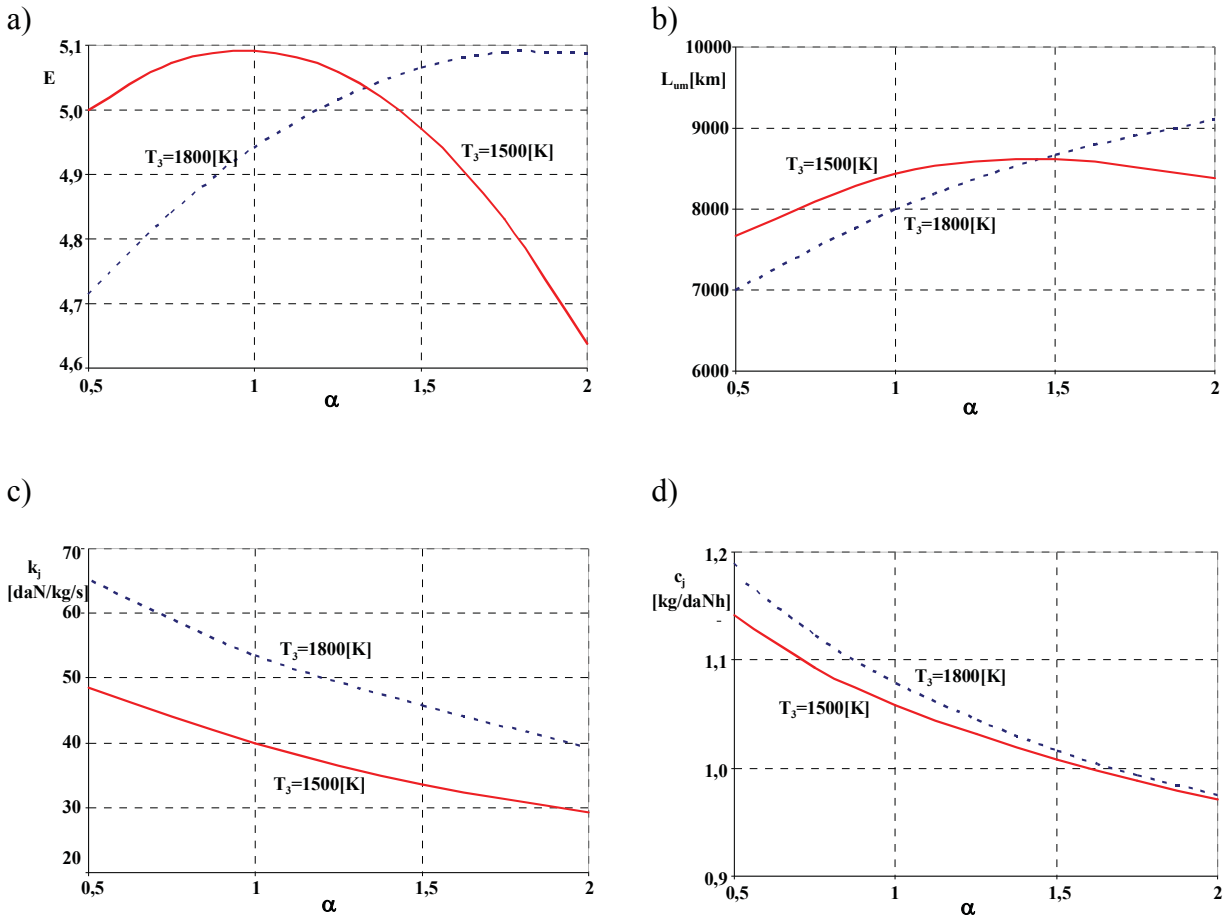 a)
5,1
E
5,0
4,9
4,8
4,7
4,6
T₃=1800[K]
T₃=1500[K]
0,5
1
1,5
2
α
b)
10000
Lᵤₘ[km]
9000
8000
7000
6000
T₃=1500[K]
T₃=1800[K]
0,5
1
1,5
2
α
c)
70
kⱼ
[daN/kg/s]
60
50
40
30
20
T₃=1800[K]
T₃=1500[K]
0,5
1
1,5
2
α
d)
1,2
cⱼ
[kg/daNh]
1,1
1,0
0,9
T₃=1800[K]
T₃=1500[K]
0,5
1
1,5
2
α